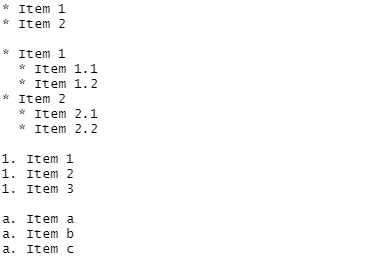 * Item 1
* Item 2

* Item 1
  * Item 1.1
  * Item 1.2
* Item 2
  * Item 2.1
  * Item 2.2

1. Item 1
1. Item 2
1. Item 3

a. Item a
a. Item b
a. Item c